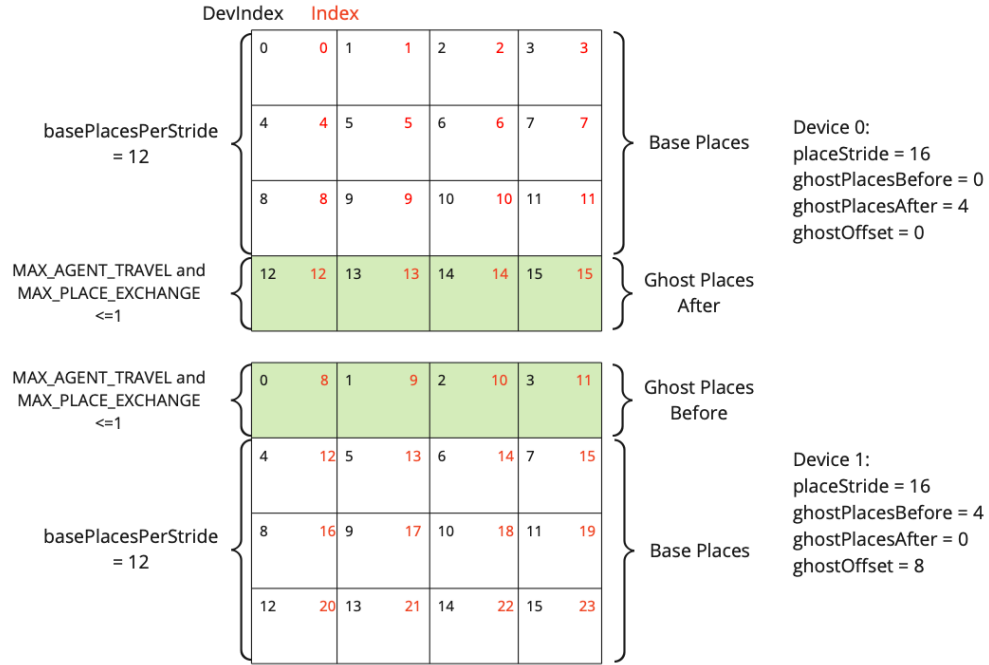 DevIndex Index
0 0 1 1 2 2 3 3
basePlacesPerStride
= 12
4 4 5 5 6 6 7 7
Base Places
8 8 9 9 10 10 11 11
Device 0:
placeStride = 16
ghostPlacesBefore = 0
ghostPlacesAfter = 4
ghostOffset = 0
MAX_AGENT_TRAVEL and
MAX_PLACE_EXCHANGE
<=1
12 12 13 13 14 14 15 15
Ghost Places
After
MAX_AGENT_TRAVEL and
MAX_PLACE_EXCHANGE
<=1
0 8 1 9 2 10 3 11
Ghost Places
Before
4 12 5 13 6 14 7 15
basePlacesPerStride
= 12
8 16 9 17 10 18 11 19
Base Places
12 20 13 21 14 22 15 23
Device 1:
placeStride = 16
ghostPlacesBefore = 4
ghostPlacesAfter = 0
ghostOffset = 8